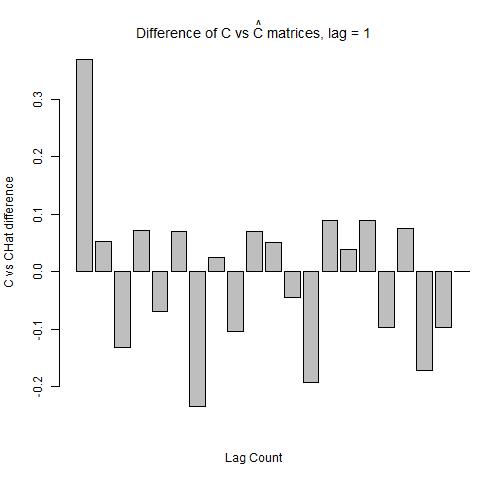 Difference of C vs Ĉ matrices, lag = 1
C vs CHat difference
0.3
0.2
0.1
0.0
-0.1
-0.2
Lag Count